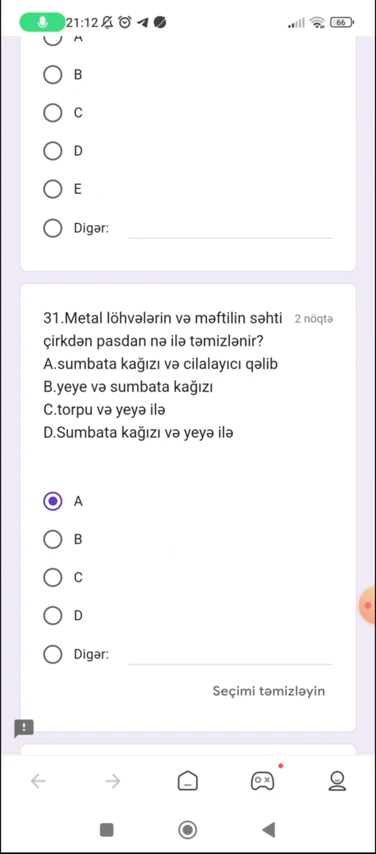 21:12
66
A
B
C
D
E
Digər:
31.Metal löhvələrin və məftilin səhti 2 nöqtə
çirkdən pasdan nə ilə təmizlənir?
A.sumbata kağızı və cilalayıcı qəlib
B.yeye və sumbata kağızı
C.torpu və yeyə ilə
D.Sumbata kağızı və yeyə ilə
A
B
C
D
Digər:
Seçimi təmizləyin